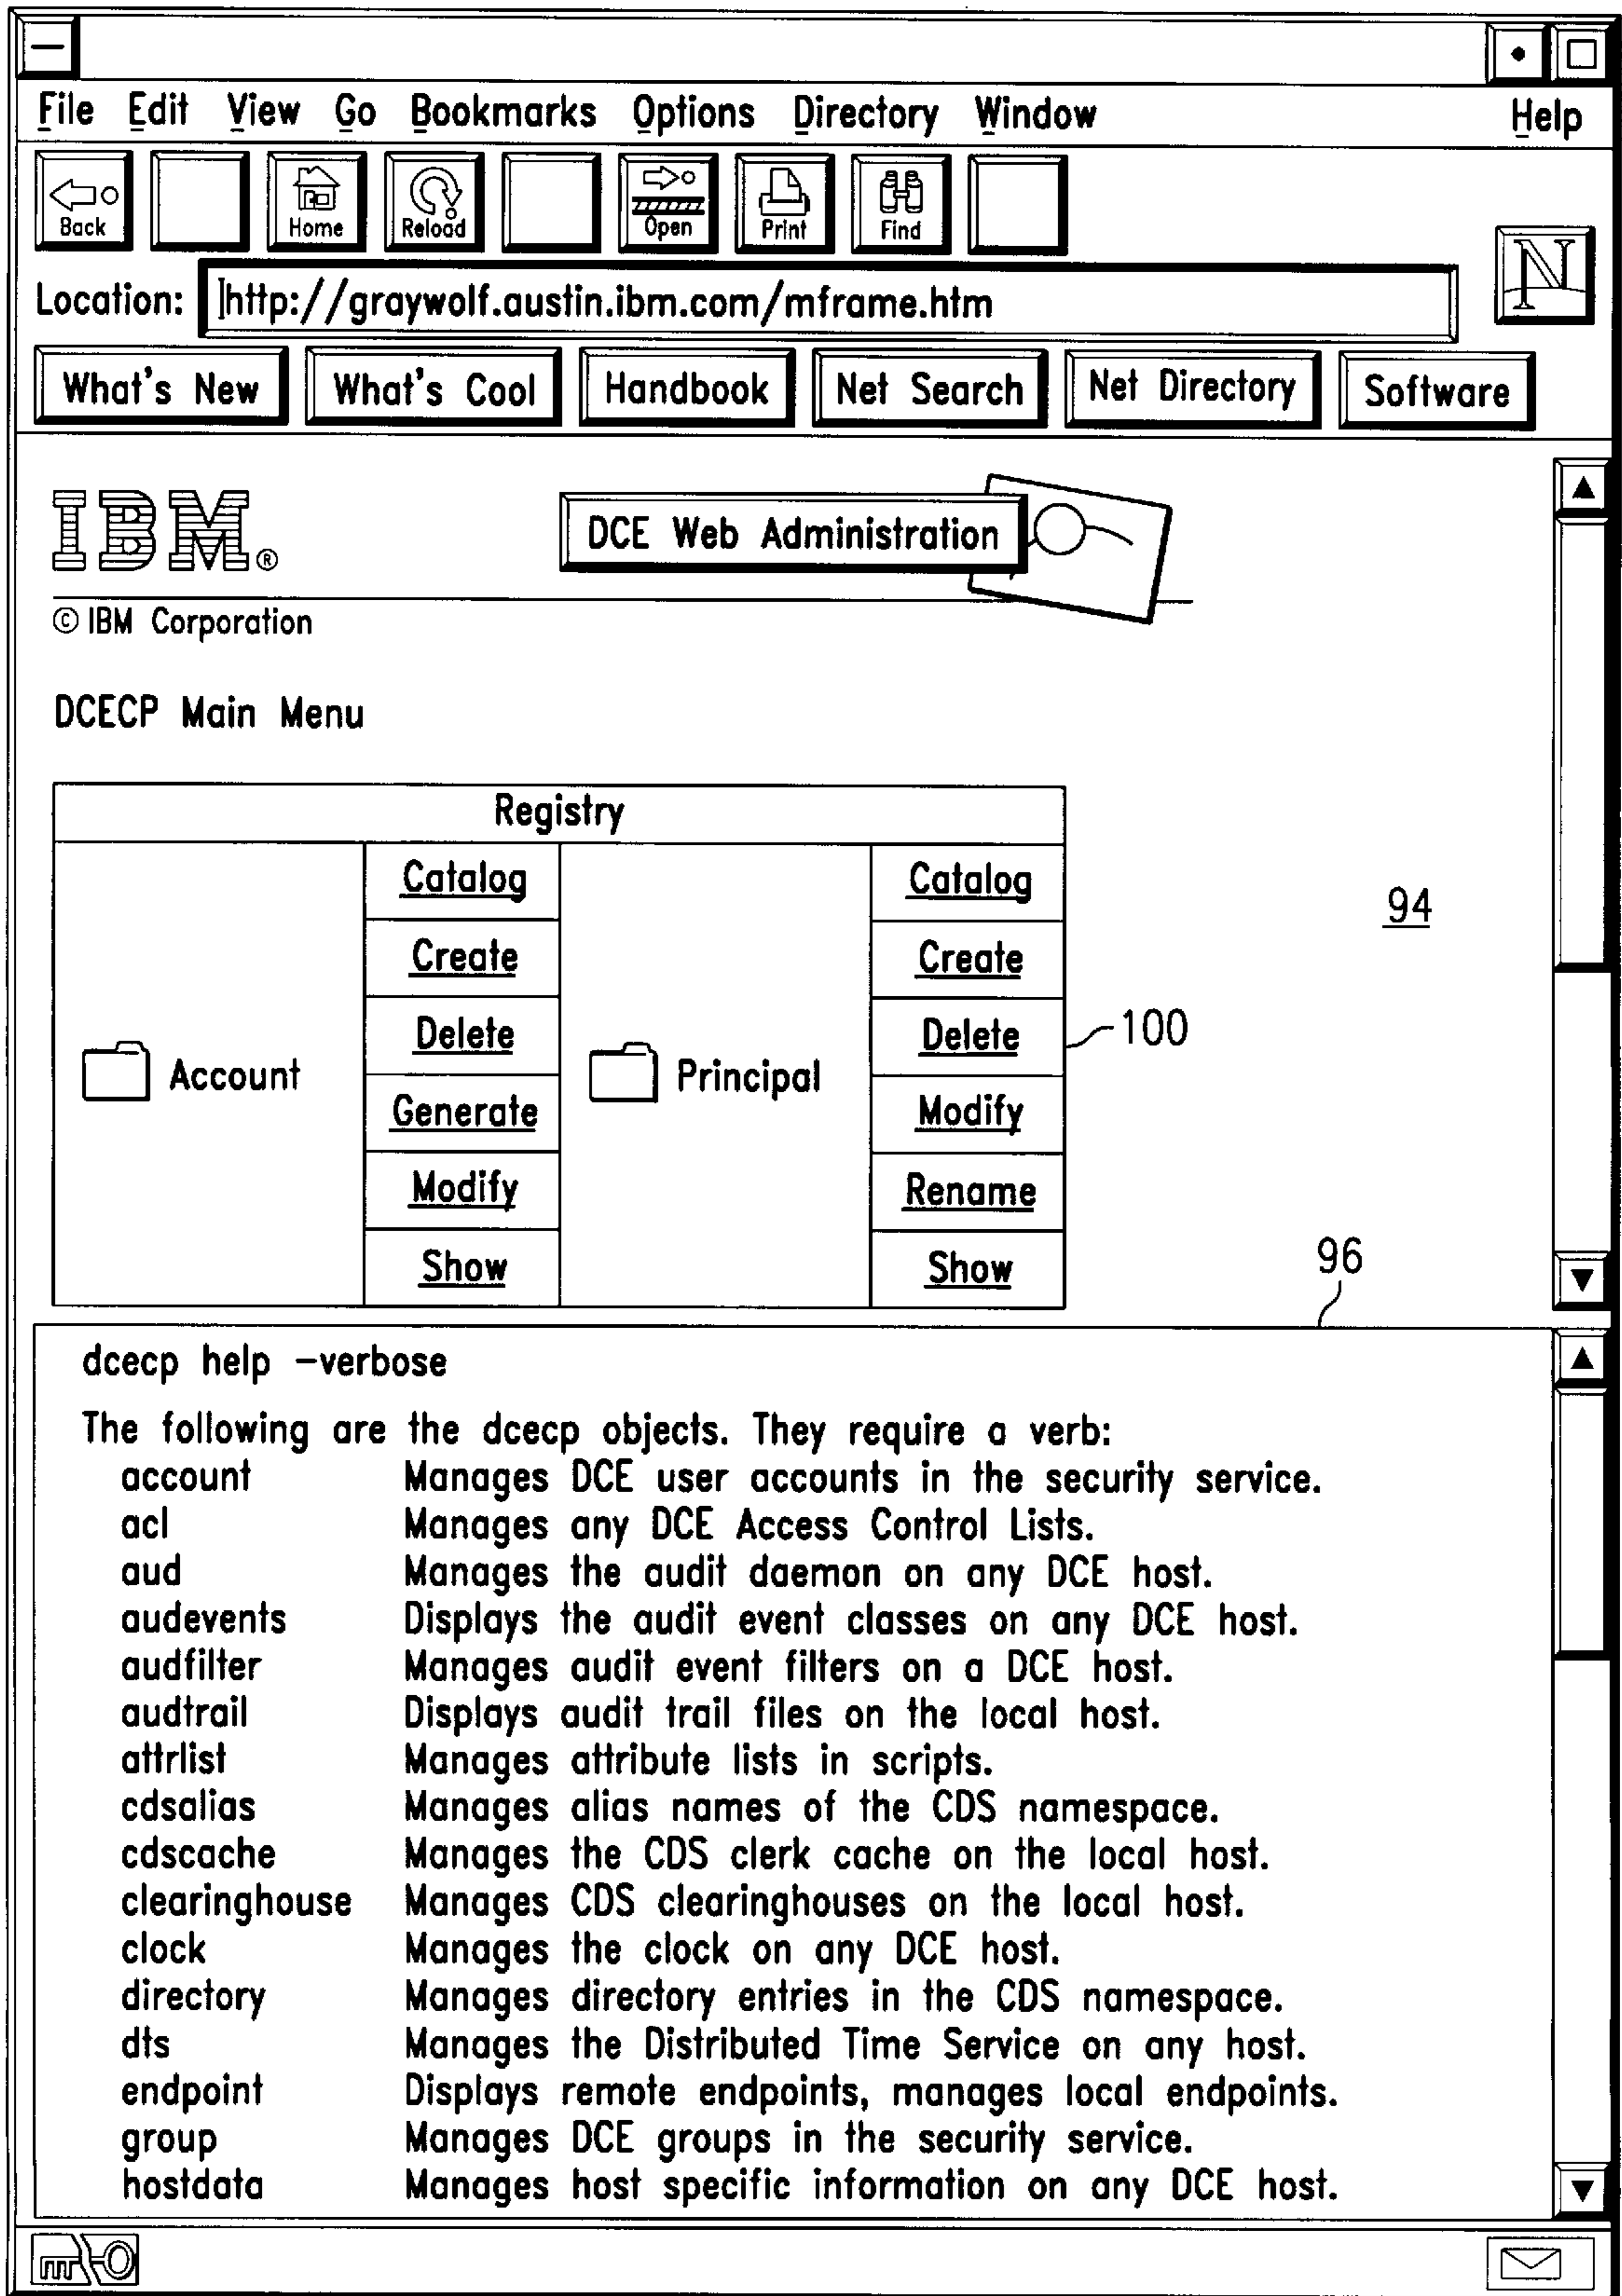 File Edit View Go Bookmarks Options Directory Window Help
Back Home Reload Open Print Find
N
Location: http://graywolf.austin.ibm.com/mframe.htm
What's New What's Cool Handbook Net Search Net Directory Software
IBM®
DCE Web Administration
© IBM Corporation
DCECP Main Menu
Registry
Account
Catalog
Create
Delete
Generate
Modify
Show
Principal
Catalog
Create
Delete
Modify
Rename
Show
94
100
96
dcecp help -verbose
The following are the dcecp objects. They require a verb:
account Manages DCE user accounts in the security service.
acl Manages any DCE Access Control Lists.
aud Manages the audit daemon on any DCE host.
audevents Displays the audit event classes on any DCE host.
audfilter Manages audit event filters on a DCE host.
audtrail Displays audit trail files on the local host.
attrlist Manages attribute lists in scripts.
cdsalias Manages alias names of the CDS namespace.
cdscache Manages the CDS clerk cache on the local host.
clearinghouse Manages CDS clearinghouses on the local host.
clock Manages the clock on any DCE host.
directory Manages directory entries in the CDS namespace.
dts Manages the Distributed Time Service on any host.
endpoint Displays remote endpoints, manages local endpoints.
group Manages DCE groups in the security service.
hostdata Manages host specific information on any DCE host.